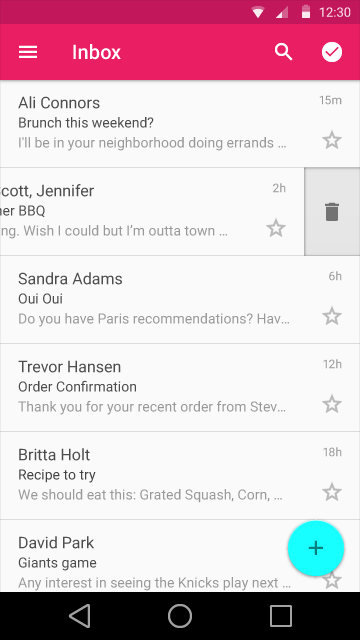 12:30
Inbox
Ali Connors 15m
Brunch this weekend?
I'll be in your neighborhood doing errands ...
cott, Jennifer 2h
ner BBQ
ng. Wish I could but I'm outta town ...
Sandra Adams 6h
Oui Oui
Do you have Paris recommendations? Hav...
Trevor Hansen 12h
Order Confirmation
Thank you for your recent order from Stev...
Britta Holt 18h
Recipe to try
We should eat this: Grated Squash, Corn, ...
David Park
Giants game
Any interest in seeing the Knicks play next ...